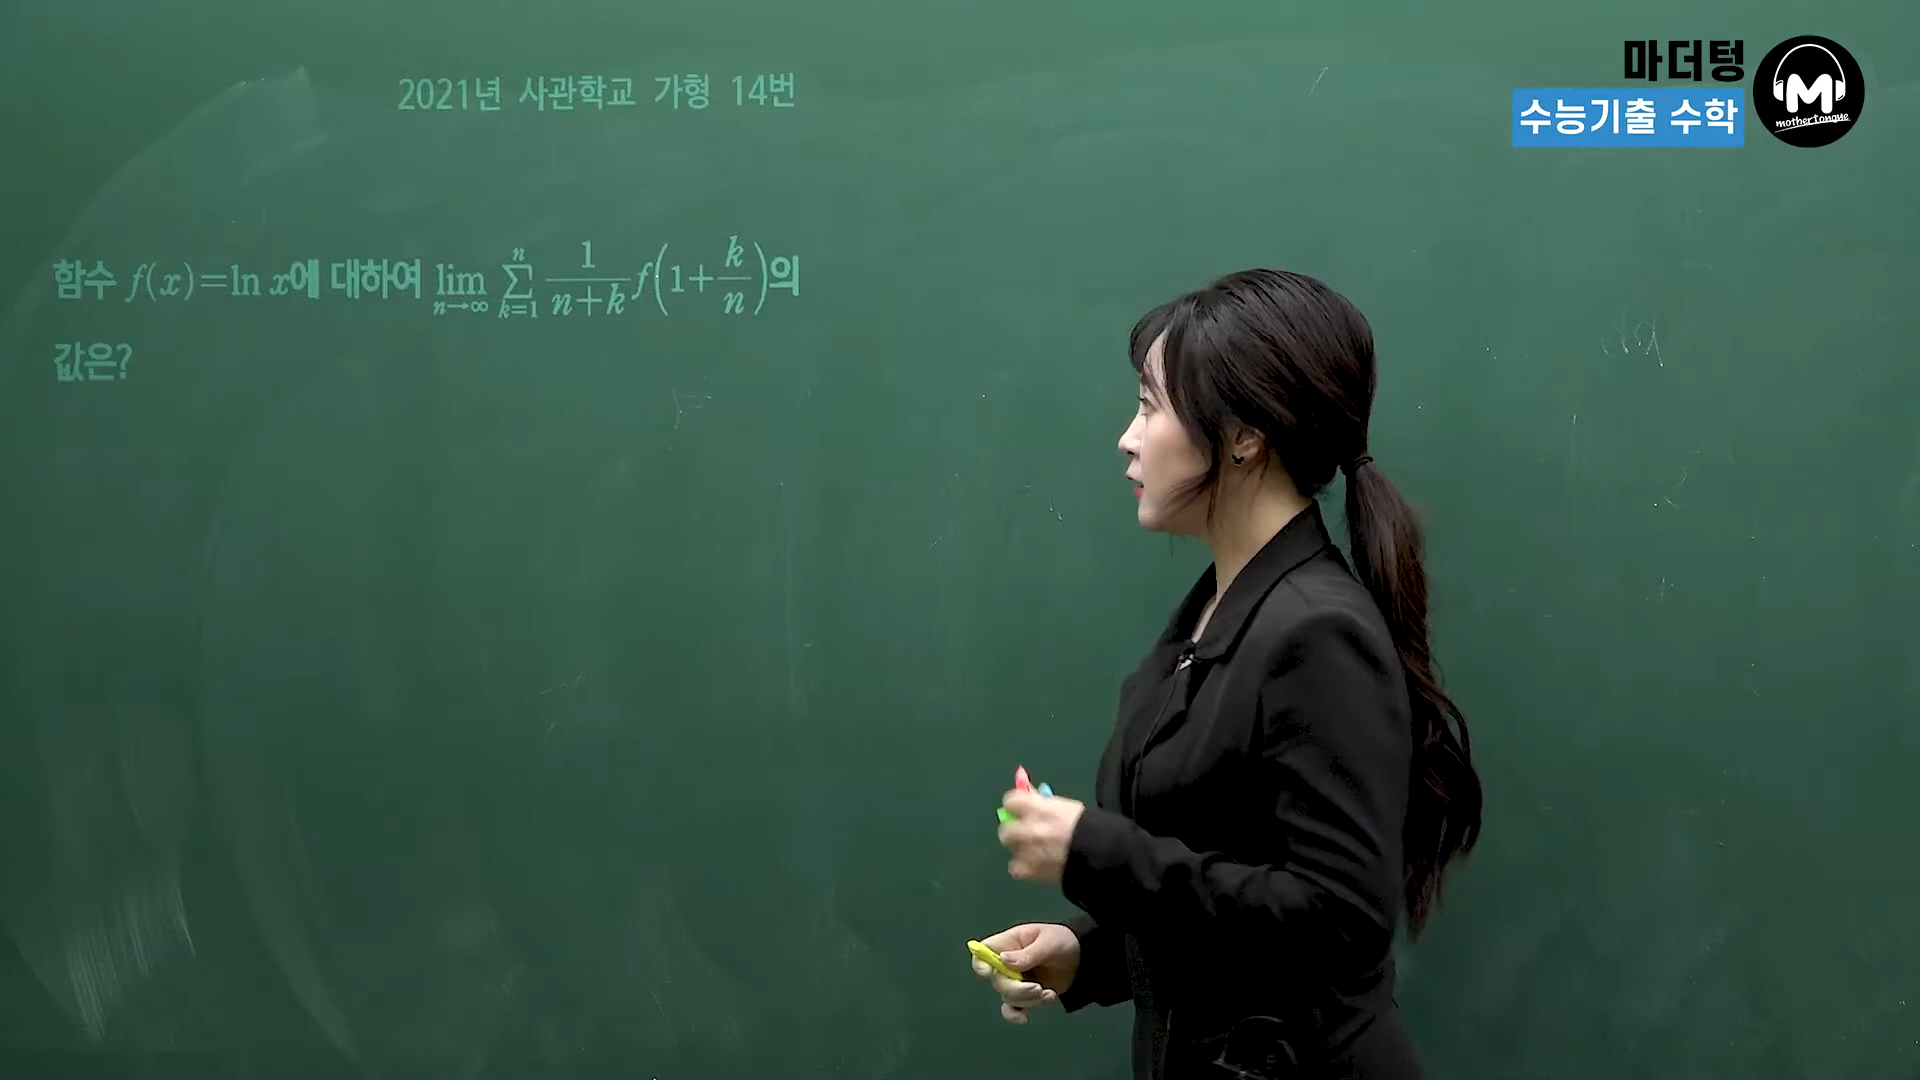 2021년 사관학교 가형 14번
마더텅
수능기출 수학
M
mothertongue
함수 f(x)=ln x에 대하여 lim n→∞ ∑ k=1 n 1/(n+k) f(1+k/n)의
값은?